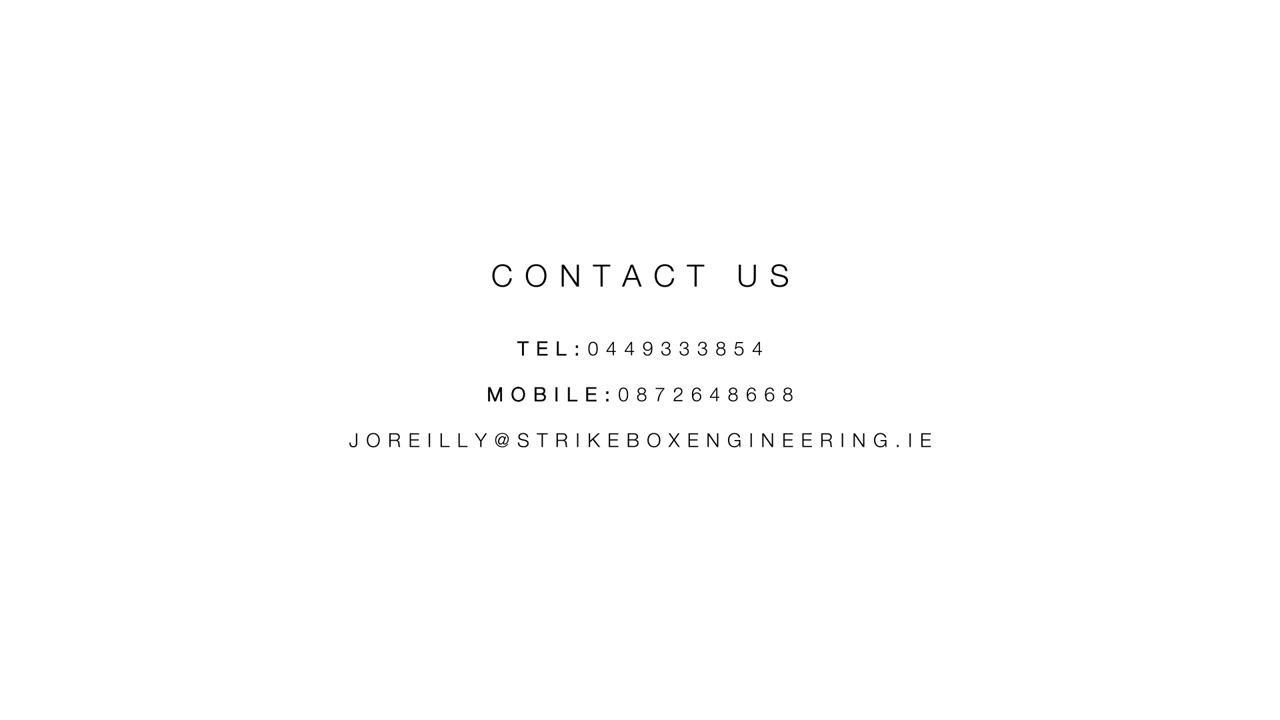 CONTACT US
TEL:0449333854
MOBILE:0872648668
JOREILLY@STRIKEBOXENGINEERING.IE